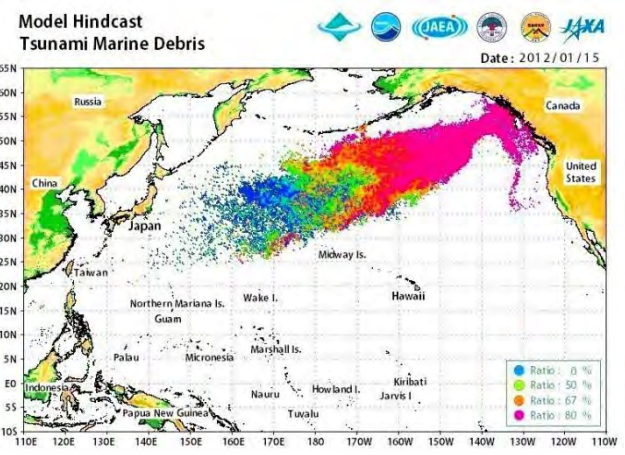 Model Hindcast
Tsunami Marine Debris
JAEA
JAXA
Date: 2012/01/15
65N
60N
55N
50N
45N
40N
35N
30N
25N
20N
15N
10N
5N
E0
5S
10S
Russia
Canada
United
States
China
Japan
Midway Is.
Taiwan
Hawaii
Northern Mariana Is.
Wake I.
Guam
Palau
Micronesia
Marshall Is.
Indonesia
Nauru
Howland I.
Kiribati
Jarvis I
Papua New Guinea
Tuvalu
Ratio: 0 %
Ratio: 50 %
Ratio: 67 %
Ratio: 80 %
110E 120E 130E 140E 150E 160E 170E 180 170W 160W 150W 140W 130W 120W 110W